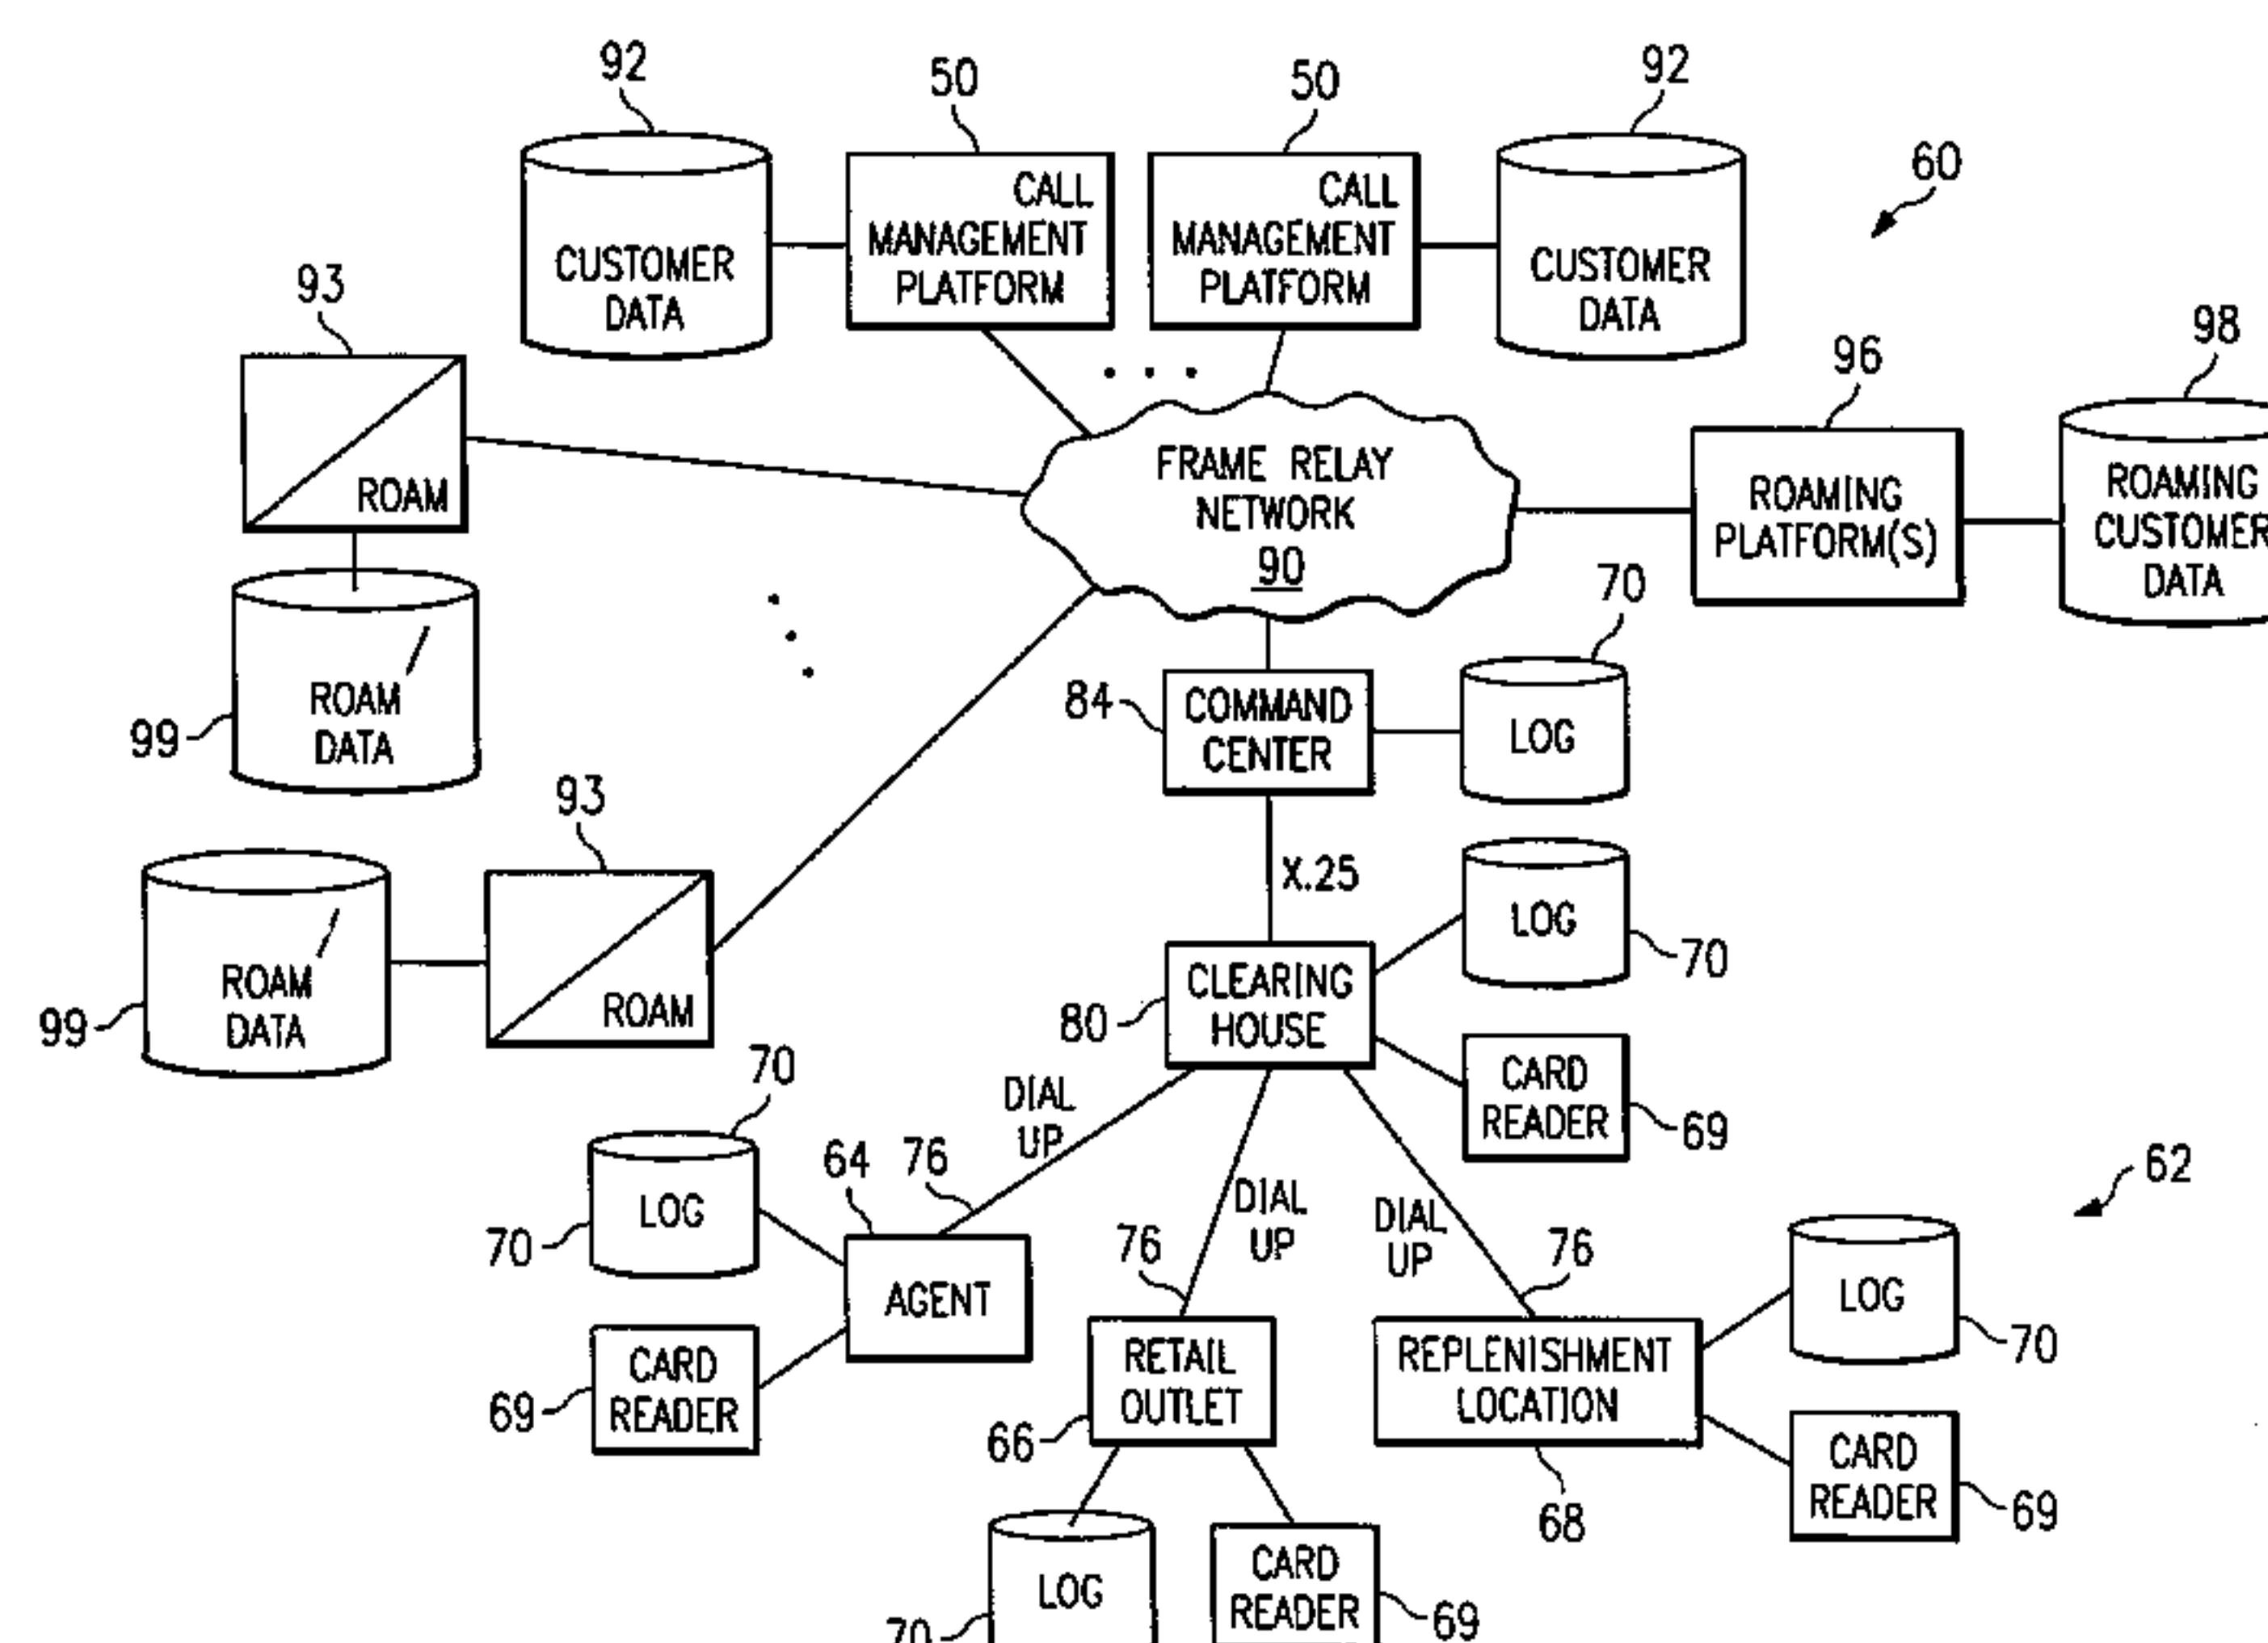 92
50
50
92
60
CALL
MANAGEMENT
PLATFORM
CALL
MANAGEMENT
PLATFORM
CUSTOMER
DATA
CUSTOMER
DATA
93
98
96
ROAM
FRAME RELAY
NETWORK
90
ROAMING
PLATFORM(S)
ROAMING
CUSTOMER
DATA
70
ROAM
DATA
99
84
COMMAND
CENTER
LOG
93
X.25
LOG
70
ROAM
DATA
99
ROAM
80
CLEARING
HOUSE
CARD
READER
69
70
DIAL
UP
64
76
LOG
70
DIAL
UP
DIAL
UP
62
76
76
AGENT
LOG
70
CARD
READER
69
RETAIL
OUTLET
66
REPLENISHMENT
LOCATION
68
CARD
READER
69
LOG
70
CARD
READER
69